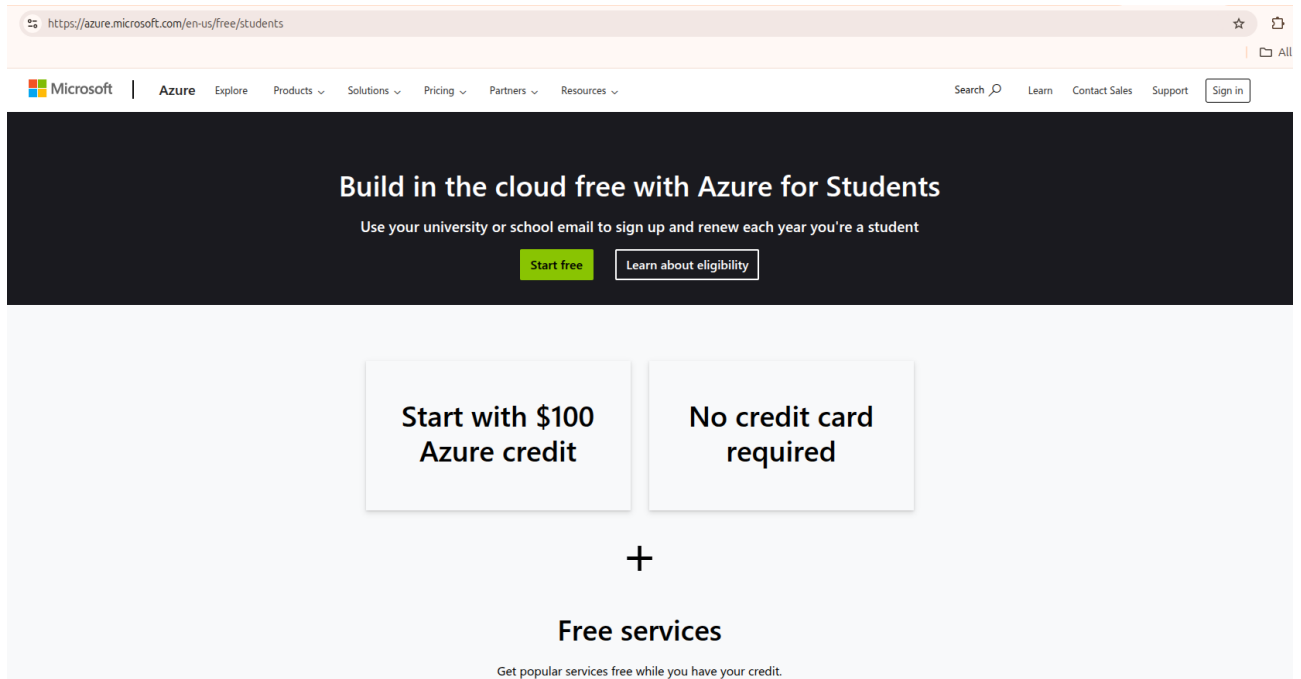 https://azure.microsoft.com/en-us/free/students
All
Microsoft Azure Explore Products Solutions Pricing Partners Resources Search Learn Contact Sales Support Sign in
Build in the cloud free with Azure for Students
Use your university or school email to sign up and renew each year you're a student
Start free Learn about eligibility
Start with $100
Azure credit
No credit card
required
+
Free services
Get popular services free while you have your credit.